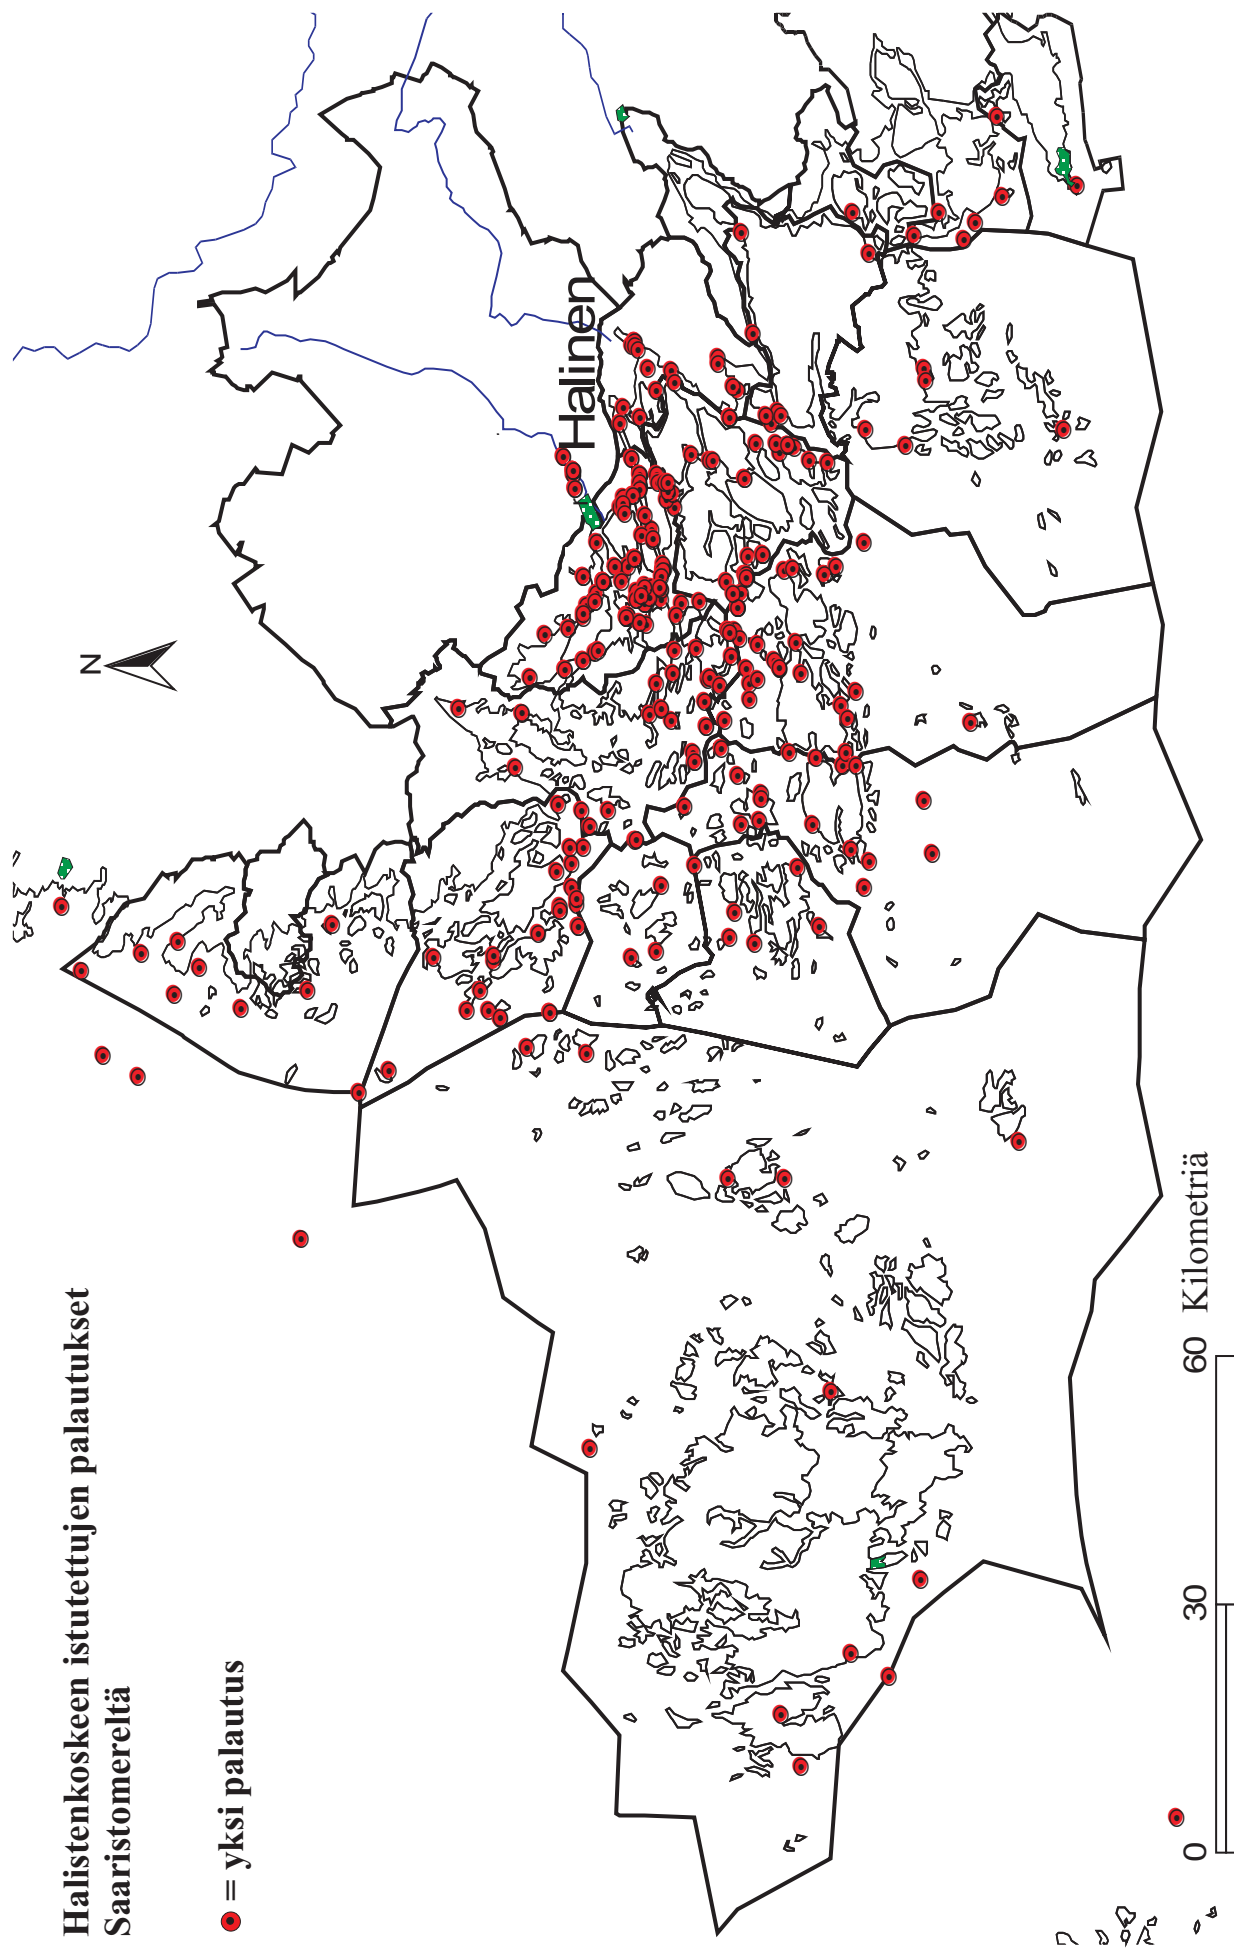 Halistenkoskeen istutettujen palautukset
Saaristomereltä
= yksi palautus
N
Halinen
0 30 60 Kilometriä